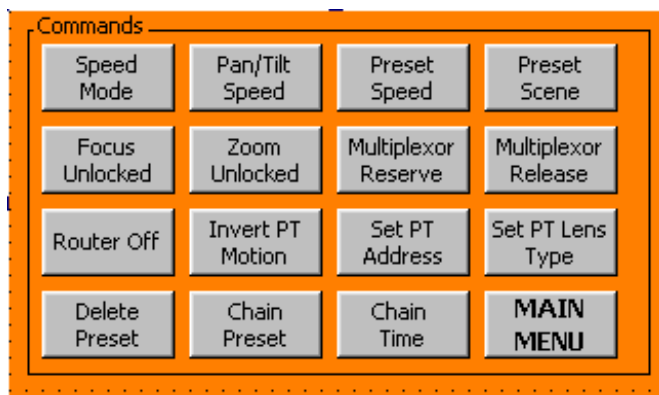 Commands
Speed
Mode
Pan/Tilt
Speed
Preset
Speed
Preset
Scene
Focus
Unlocked
Zoom
Unlocked
Multiplexor
Reserve
Multiplexor
Release
Router Off
Invert PT
Motion
Set PT
Address
Set PT Lens
Type
Delete
Preset
Chain
Preset
Chain
Time
MAIN
MENU